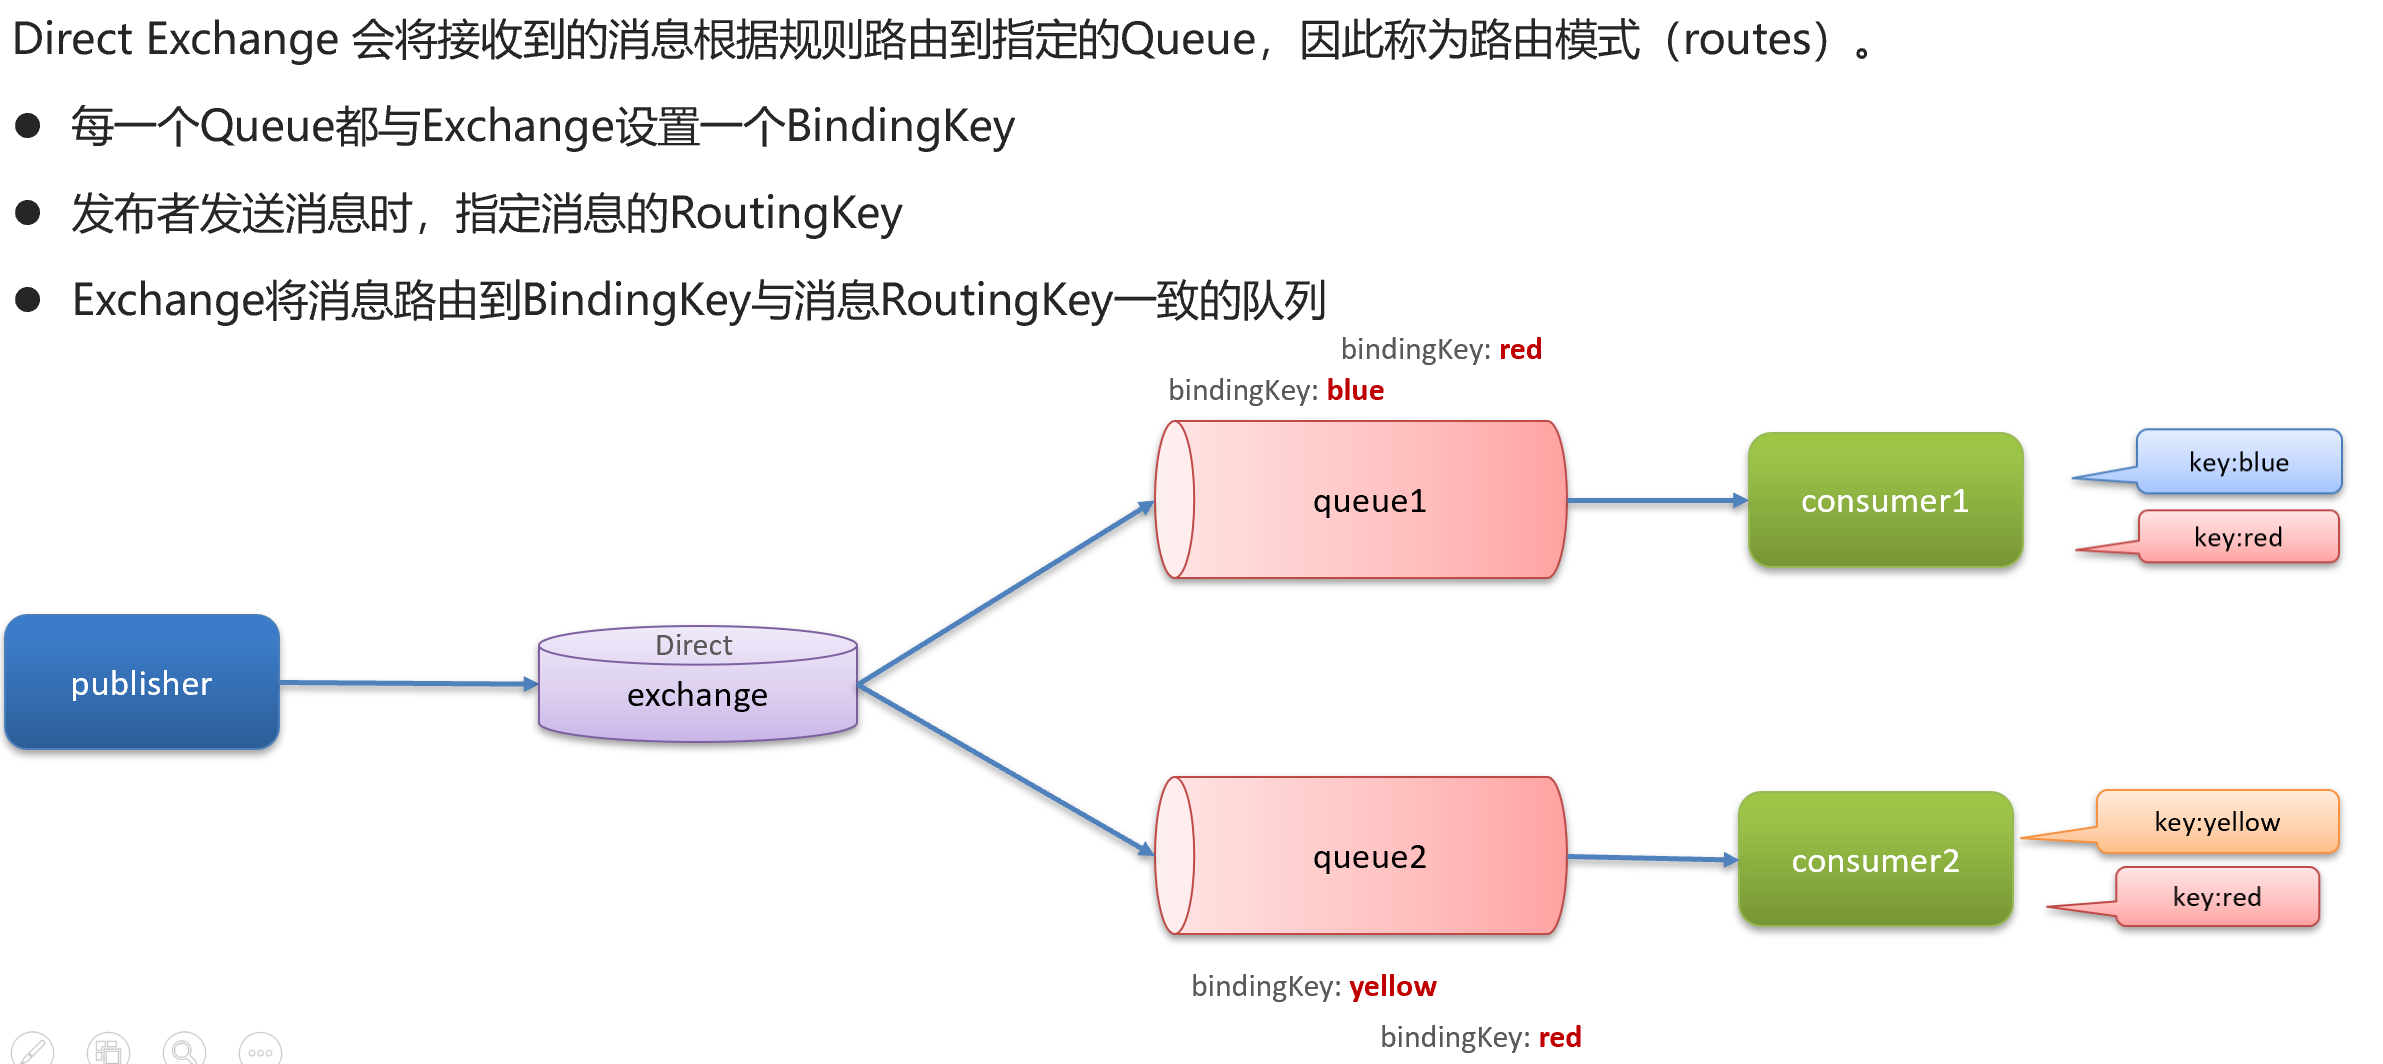 Direct Exchange 会将接收到的消息根据规则路由到指定的Queue，因此称为路由模式（routes）。
● 每一个Queue都与Exchange设置一个BindingKey
● 发布者发送消息时，指定消息的RoutingKey
● Exchange将消息路由到BindingKey与消息RoutingKey一致的队列
bindingKey: red
bindingKey: blue
queue1
consumer1
key:blue
key:red
publisher
Direct
exchange
queue2
consumer2
key:yellow
key:red
bindingKey: yellow
bindingKey: red